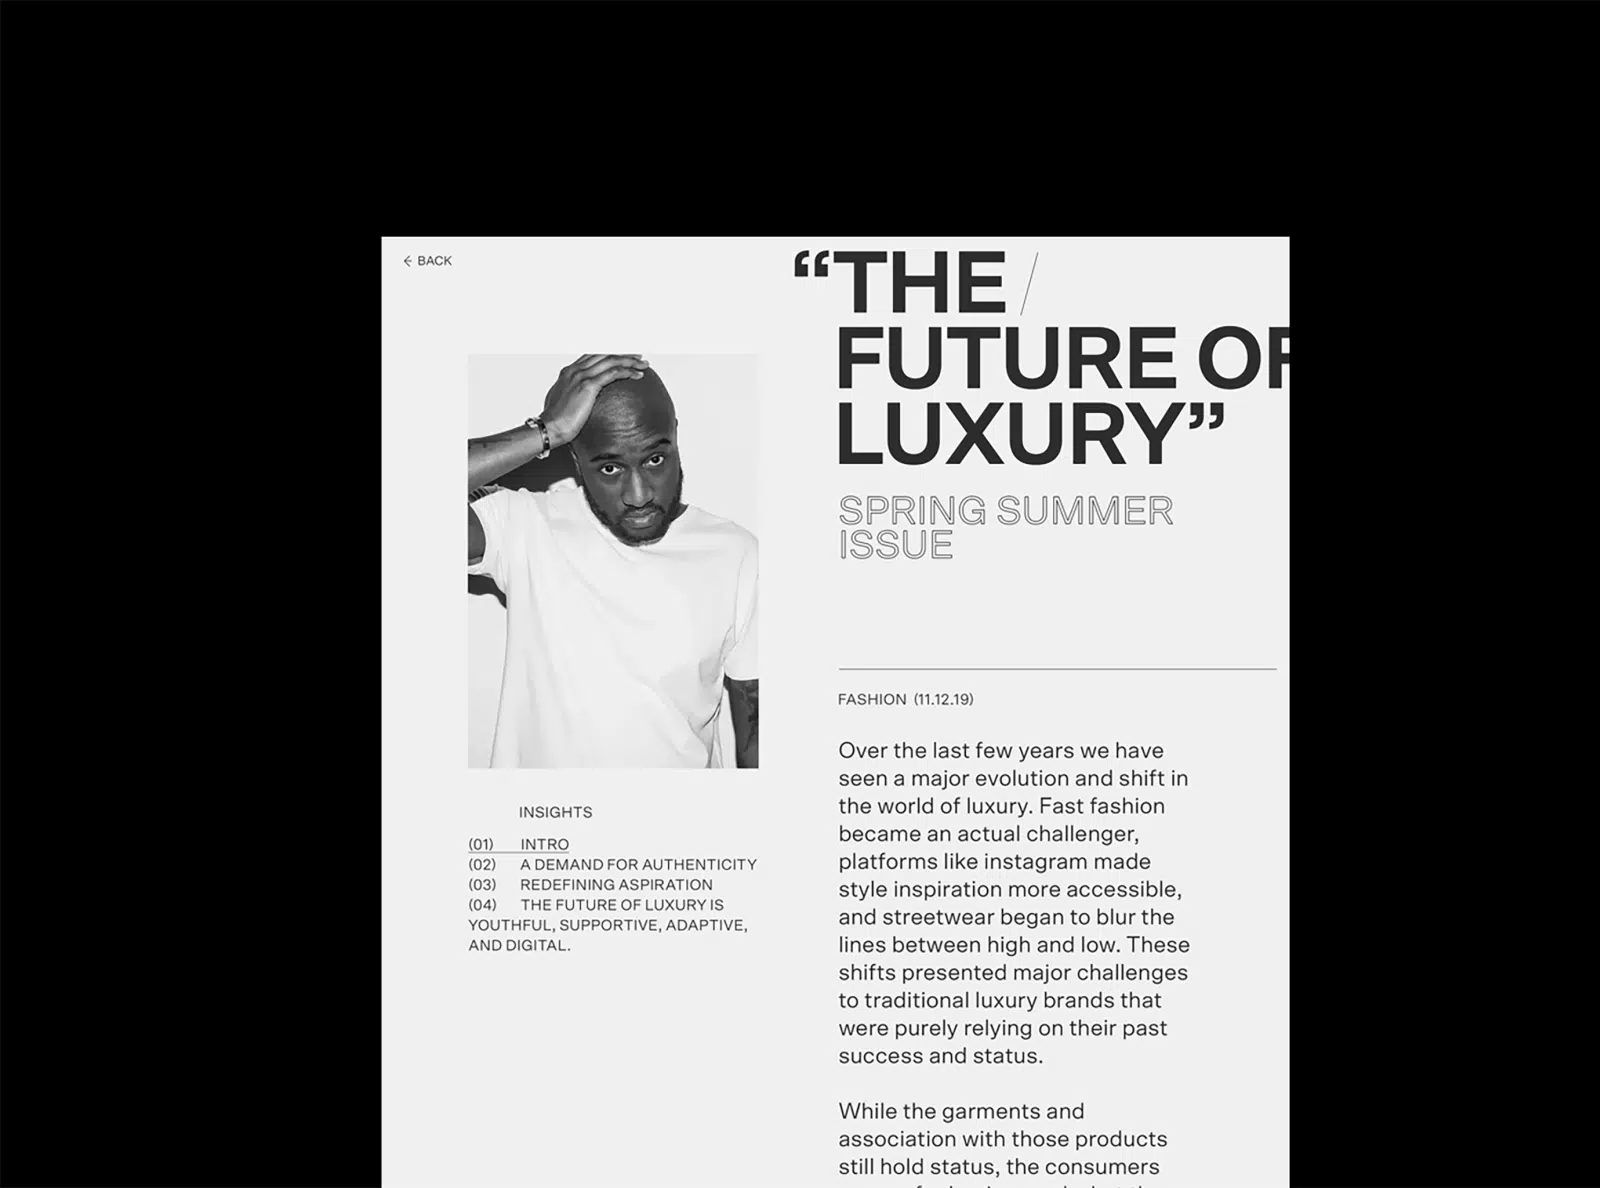 ← BACK
“THE /
FUTURE OF
LUXURY”
SPRING SUMMER
ISSUE
INSIGHTS
(01) INTRO
(02) A DEMAND FOR AUTHENTICITY
(03) REDEFINING ASPIRATION
(04) THE FUTURE OF LUXURY IS
YOUTHFUL, SUPPORTIVE, ADAPTIVE,
AND DIGITAL.
FASHION (11.12.19)
Over the last few years we have
seen a major evolution and shift in
the world of luxury. Fast fashion
became an actual challenger,
platforms like instagram made
style inspiration more accessible,
and streetwear began to blur the
lines between high and low. These
shifts presented major challenges
to traditional luxury brands that
were purely relying on their past
success and status.
While the garments and
association with those products
still hold status, the consumers